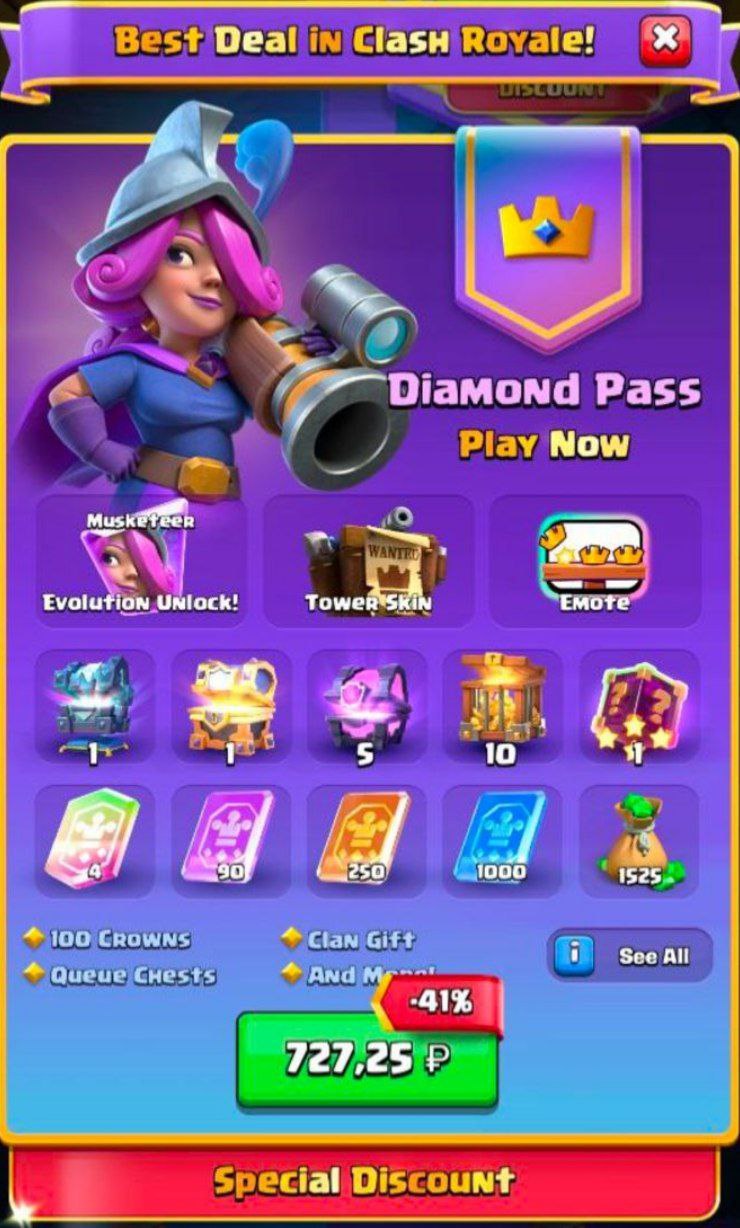 Best Deal in Clash Royale!
DISCOUNT
Diamond Pass
Play Now
Musketeer
Evolution Unlock!
WANTED
Tower Skin
Emote
1
1
5
10
? ?
1
4
90
250
1000
1525
100 Crowns
Clan Gift
Queue Chests
And More!
i
See All
-41%
727,25 ₽
Special Discount